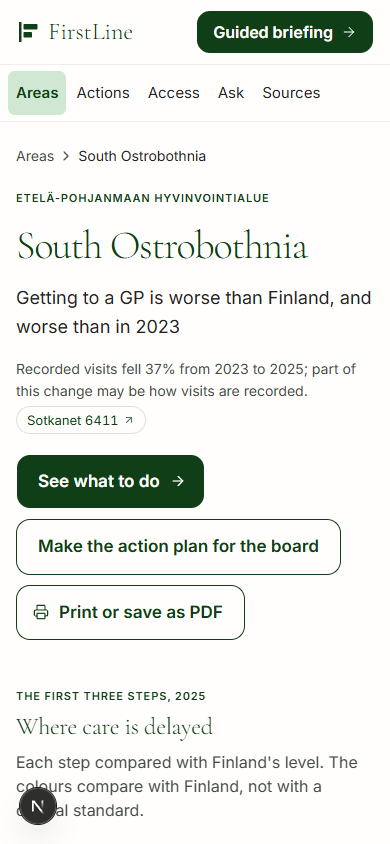 FirstLine
Guided briefing
Areas Actions Access Ask Sources
Areas South Ostrobothnia
ETELÄ-POHJANMAAN HYVINVOINTIALUE
South Ostrobothnia
Getting to a GP is worse than Finland, and
worse than in 2023
Recorded visits fell 37% from 2023 to 2025; part of
this change may be how visits are recorded.
Sotkanet 6411
See what to do
Make the action plan for the board
Print or save as PDF
THE FIRST THREE STEPS, 2025
Where care is delayed
Each step compared with Finland's level. The
colours compare with Finland, not with a
N
al standard.